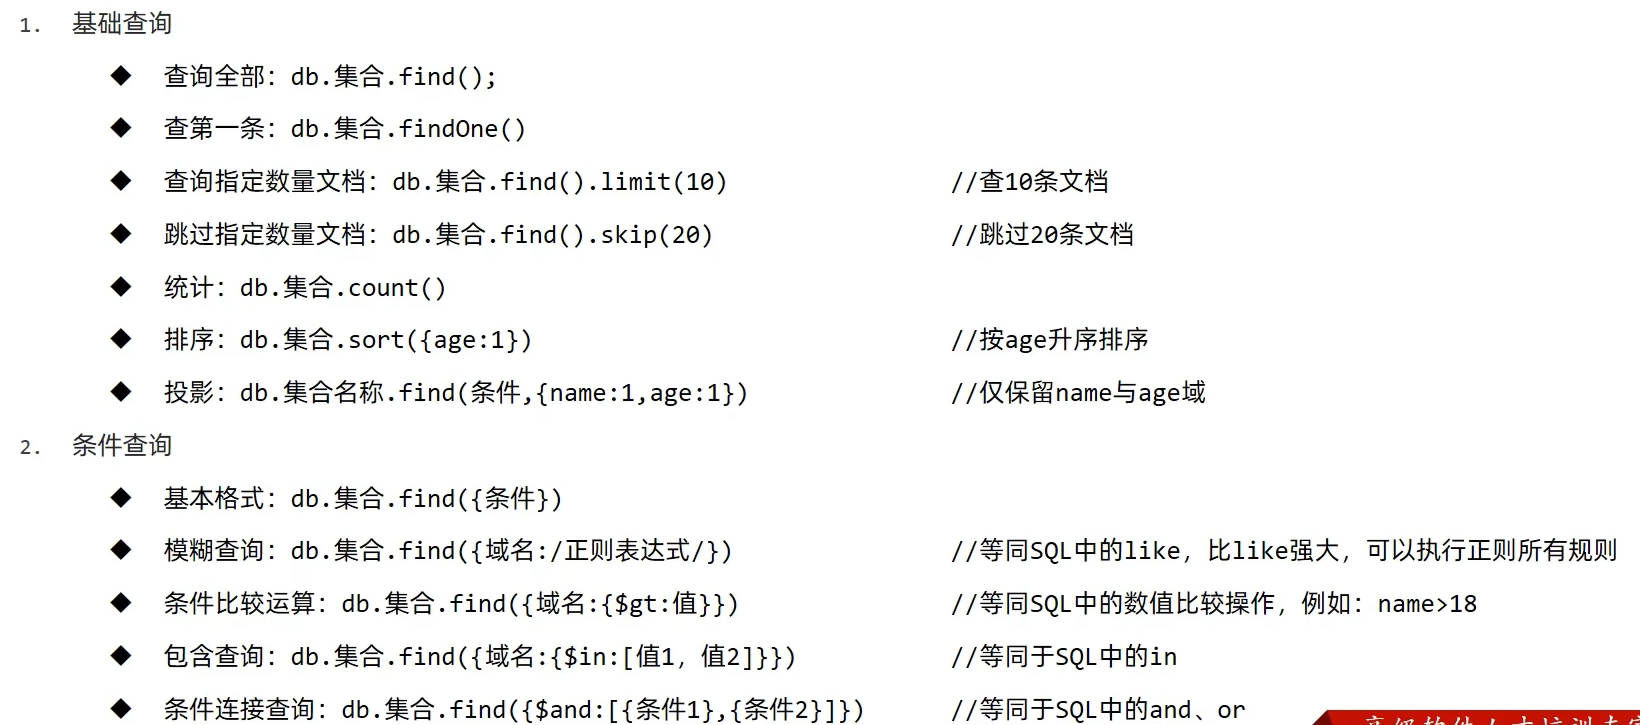 1. 基础查询
◆ 查询全部：db.集合.find();
◆ 查第一条：db.集合.findOne()
◆ 查询指定数量文档：db.集合.find().limit(10) //查10条文档
◆ 跳过指定数量文档：db.集合.find().skip(20) //跳过20条文档
◆ 统计：db.集合.count()
◆ 排序：db.集合.sort({age:1}) //按age升序排序
◆ 投影：db.集合名称.find(条件,{name:1,age:1}) //仅保留name与age域
2. 条件查询
◆ 基本格式：db.集合.find({条件})
◆ 模糊查询：db.集合.find({域名:/正则表达式/}) //等同SQL中的like，比like强大，可以执行正则所有规则
◆ 条件比较运算：db.集合.find({域名:{$gt:值}}) //等同SQL中的数值比较操作，例如：name>18
◆ 包含查询：db.集合.find({域名:{$in:[值1，值2]}}) //等同于SQL中的in
◆ 条件连接查询：db.集合.find({$and:[{条件1},{条件2}]}) //等同于SQL中的and、or